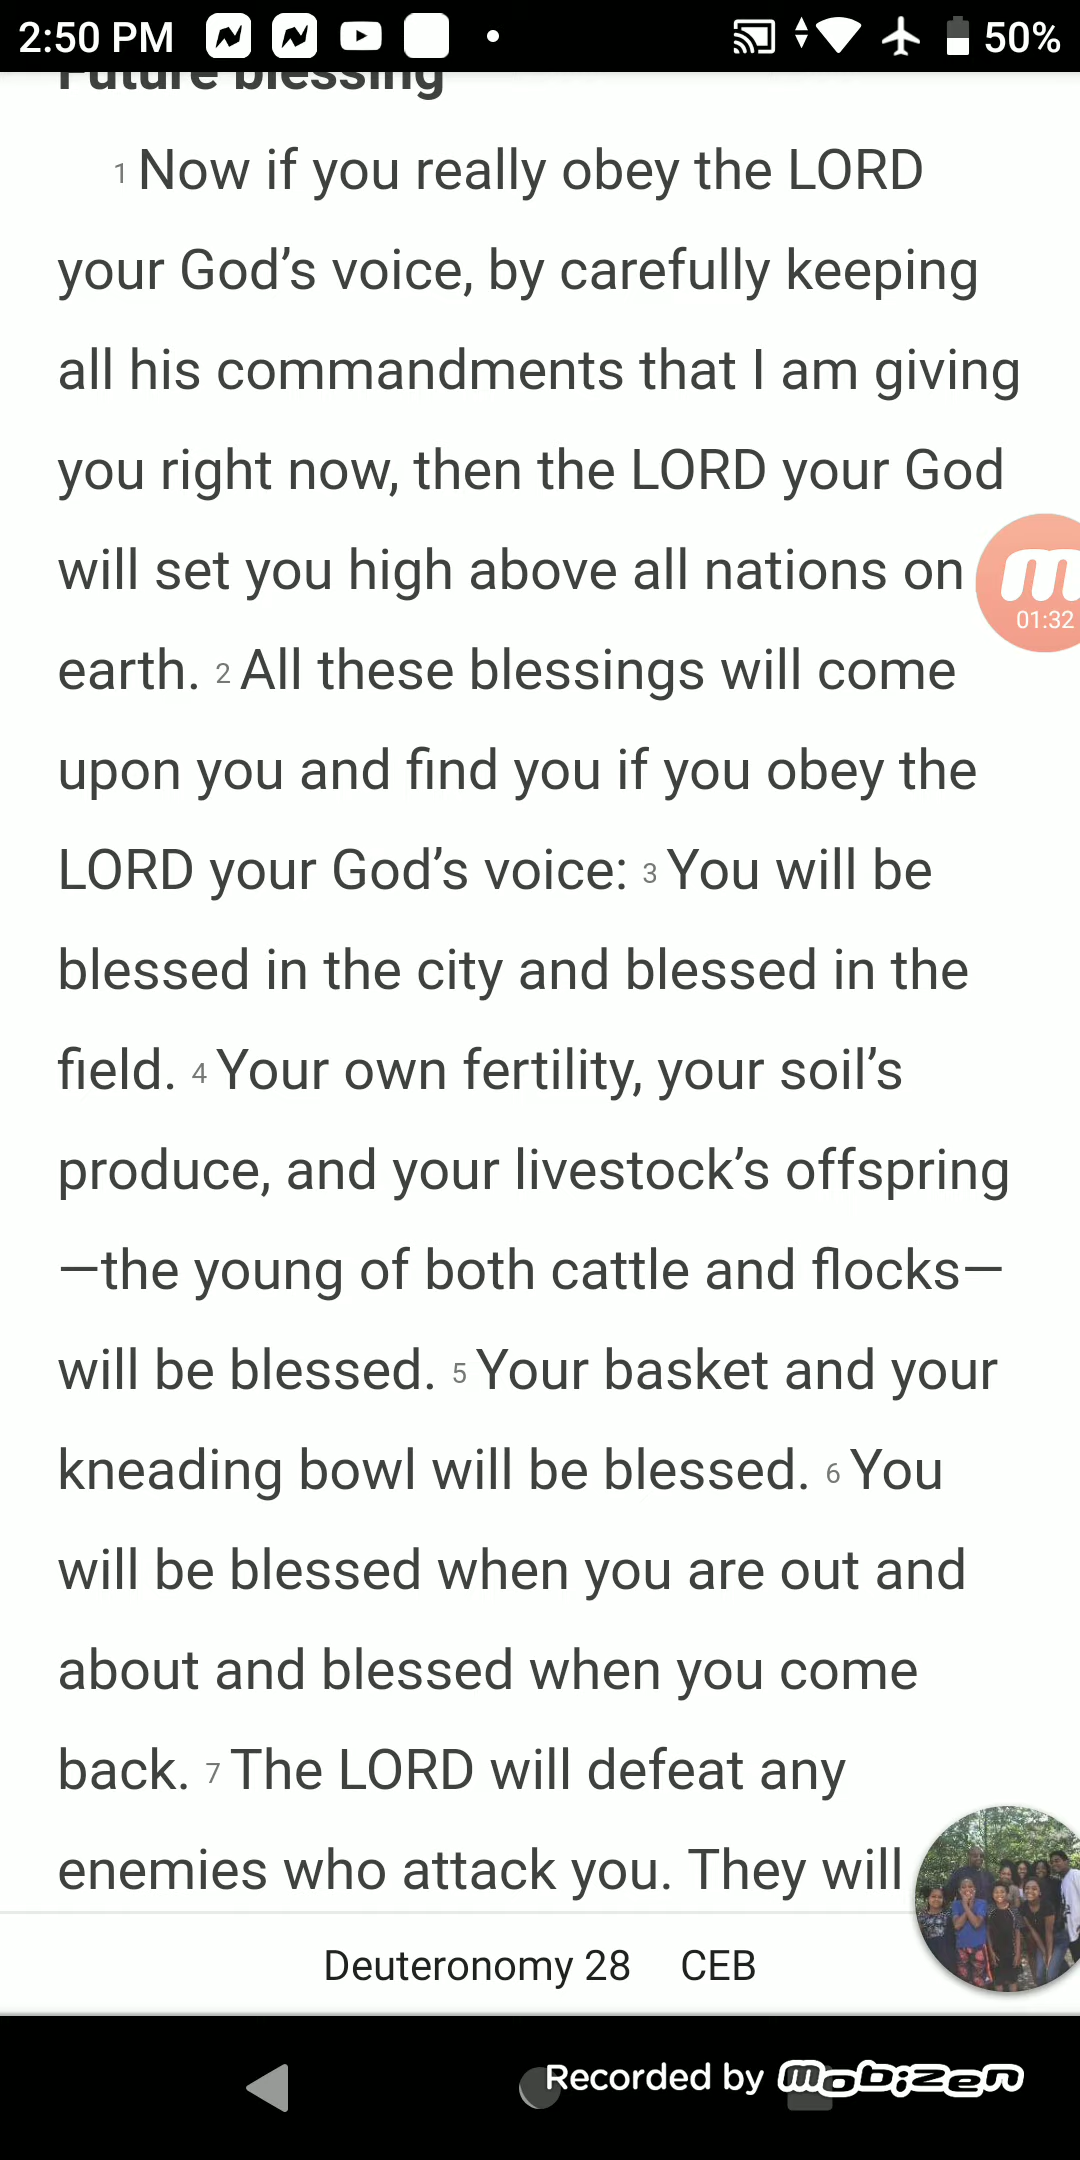 2:50 PM 50%
Future blessing
1 Now if you really obey the LORD
your God’s voice, by carefully keeping
all his commandments that I am giving
you right now, then the LORD your God
will set you high above all nations on
01:32
earth. 2 All these blessings will come
upon you and find you if you obey the
LORD your God’s voice: 3 You will be
blessed in the city and blessed in the
field. 4 Your own fertility, your soil’s
produce, and your livestock’s offspring
—the young of both cattle and flocks—
will be blessed. 5 Your basket and your
kneading bowl will be blessed. 6 You
will be blessed when you are out and
about and blessed when you come
back. 7 The LORD will defeat any
enemies who attack you. They will
Deuteronomy 28 CEB
Recorded by mobizen